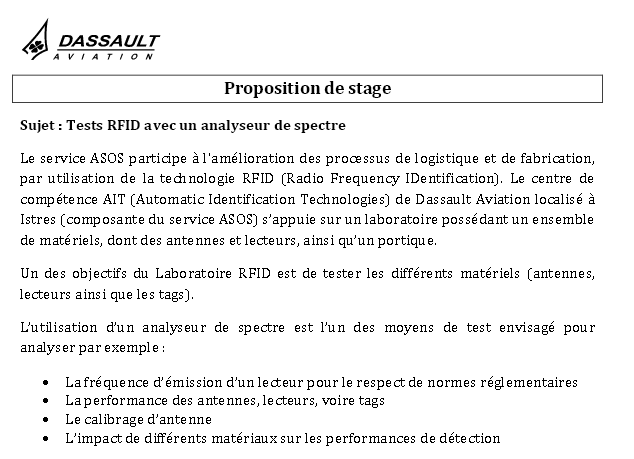 DASSAULT
AVIATION
Proposition de stage
Sujet : Tests RFID avec un analyseur de spectre
Le service ASOS participe à l'amélioration des processus de logistique et de fabrication,
par utilisation de la technologie RFID (Radio Frequency IDentification). Le centre de
compétence AIT (Automatic Identification Technologies) de Dassault Aviation localisé à
Istres (composante du service ASOS) s'appuie sur un laboratoire possédant un ensemble
de matériels, dont des antennes et lecteurs, ainsi qu'un portique.
Un des objectifs du Laboratoire RFID est de tester les différents matériels (antennes,
lecteurs ainsi que les tags).
L'utilisation d'un analyseur de spectre est l'un des moyens de test envisagé pour
analyser par exemple :
• La fréquence d'émission d'un lecteur pour le respect de normes réglementaires
• La performance des antennes, lecteurs, voire tags
• Le calibrage d'antenne
• L'impact de différents matériaux sur les performances de détection